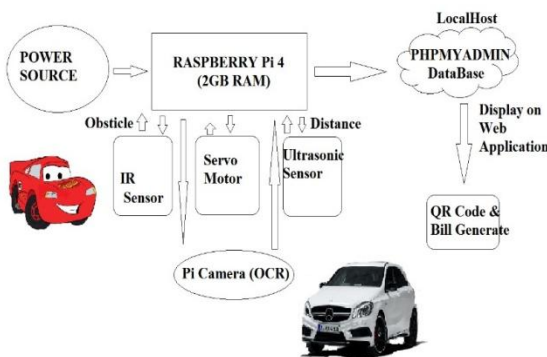 LocalHost
POWER
SOURCE
RASPBERRY Pi 4
(2GB RAM)
PHPMYADMIN
DataBase
Obsticle
Distance
Display on
Web
Application
IR
Sensor
Servo
Motor
Ultrasonic
Sensor
QR Code &
Bill Generate
Pi Camera (OCR)